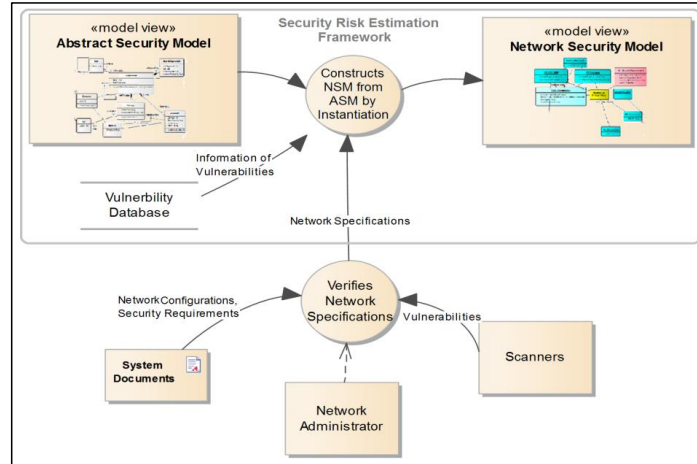 Security Risk Estimation
Framework
«model view»
Abstract Security Model
«model view»
Network Security Model
Constructs
NSM from
ASM by
Instantiation
Information of
Vulnerabilities
Vulnerbility
Database
Network Specifications
Verifies
Network
Specifications
Network Configurations,
Security Requirements
Vulnerabilities
System
Documents
Scanners
Network
Administrator